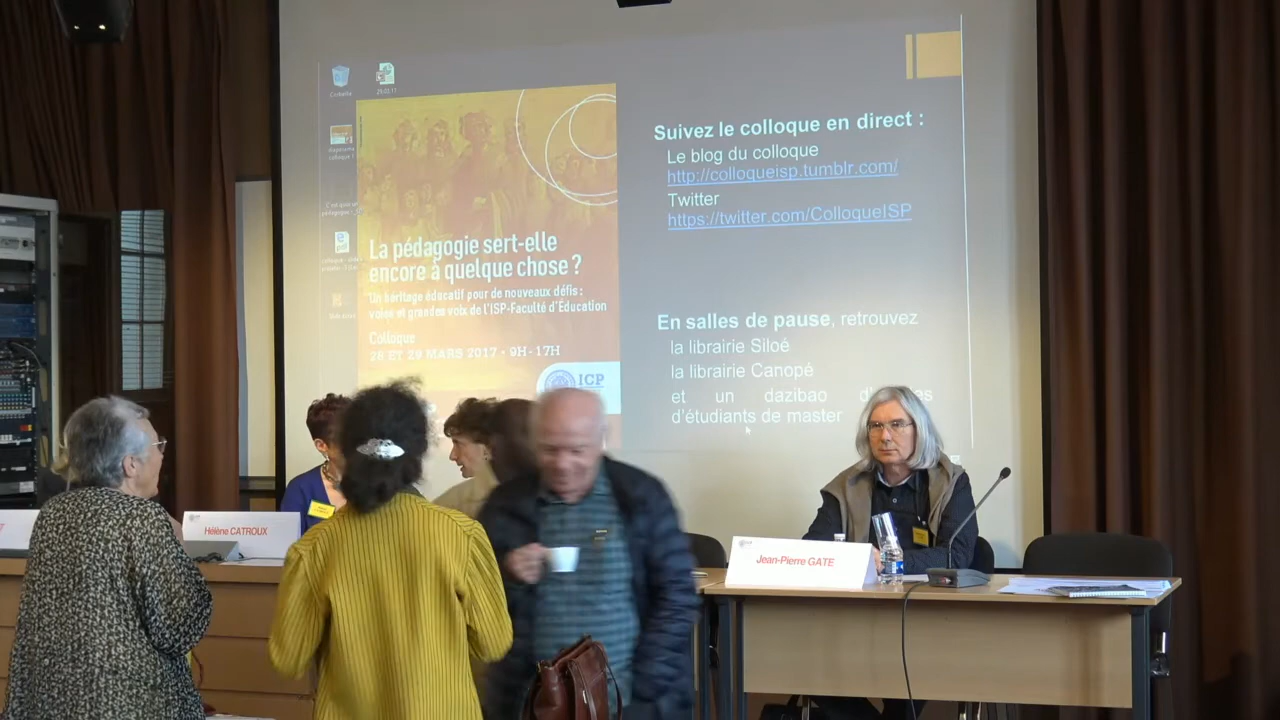 Suivez le colloque en direct :
Le blog du colloque
http://colloqueisp.tumblr.com/
Twitter
https://twitter.com/ColloqueISP
En salles de pause, retrouvez
la librairie Siloé
la librairie Canopé
et un dazibao
d'étudiants de master
La pédagogie sert-elle
encore à quelque chose ?
Un héritage éducatif pour de nouveaux défis :
voies et grandes voix de l'ISP-Faculté d'Education
Colloque
28 ET 29 MARS 2017 • 9H-17H
ICP
Hélène CATROUX
Jean-Pierre GATE